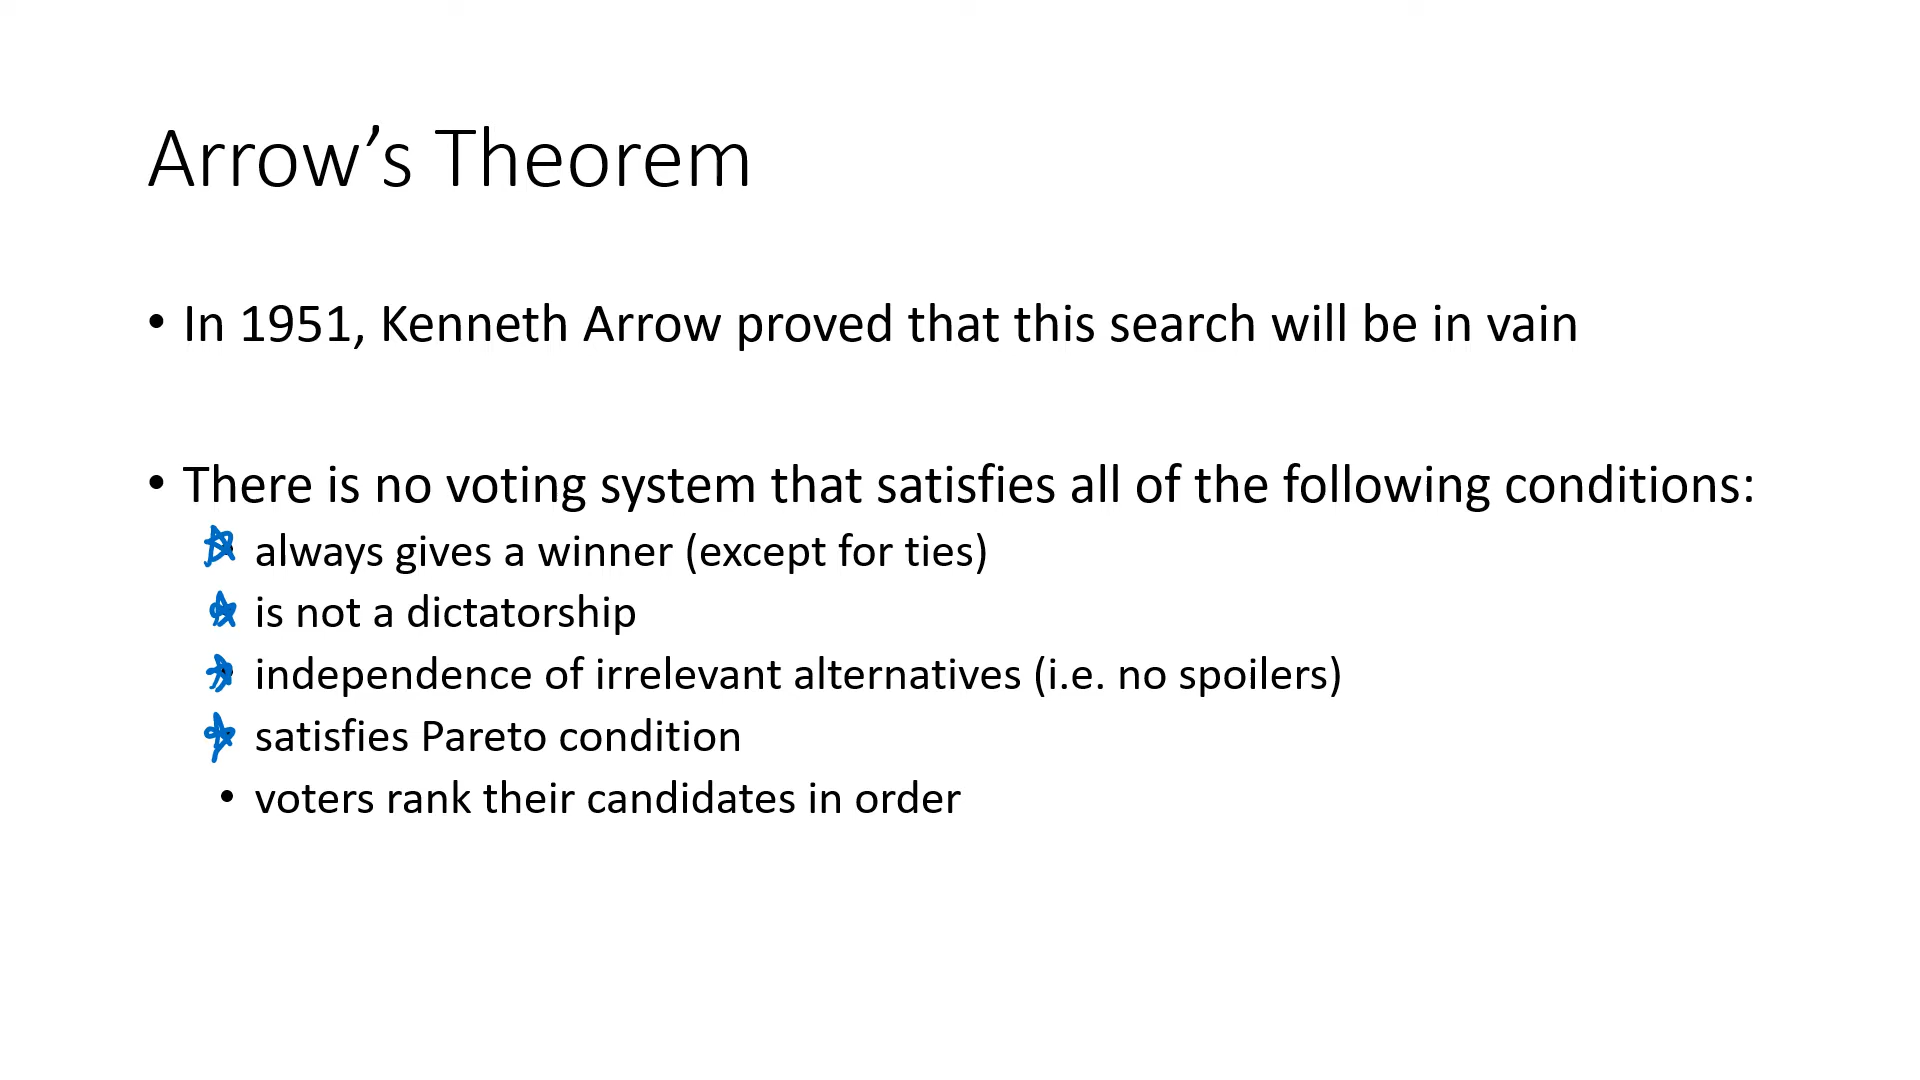 Arrow’s Theorem
• In 1951, Kenneth Arrow proved that this search will be in vain
• There is no voting system that satisfies all of the following conditions:
always gives a winner (except for ties)
is not a dictatorship
independence of irrelevant alternatives (i.e. no spoilers)
satisfies Pareto condition
• voters rank their candidates in order